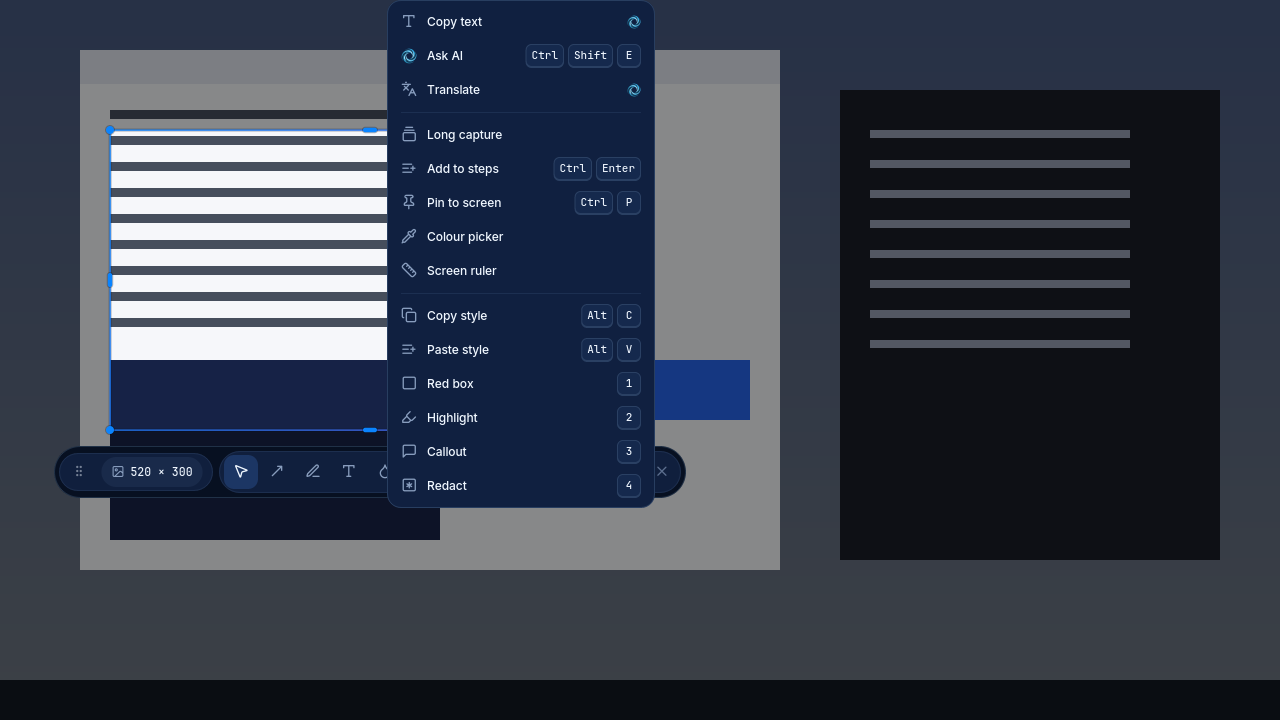 Copy text
Ask AI Ctrl Shift E
Translate
Long capture
Add to steps Ctrl Enter
Pin to screen Ctrl P
Colour picker
Screen ruler
Copy style Alt C
Paste style Alt V
Red box 1
Highlight 2
Callout 3
Redact 4
520 × 300